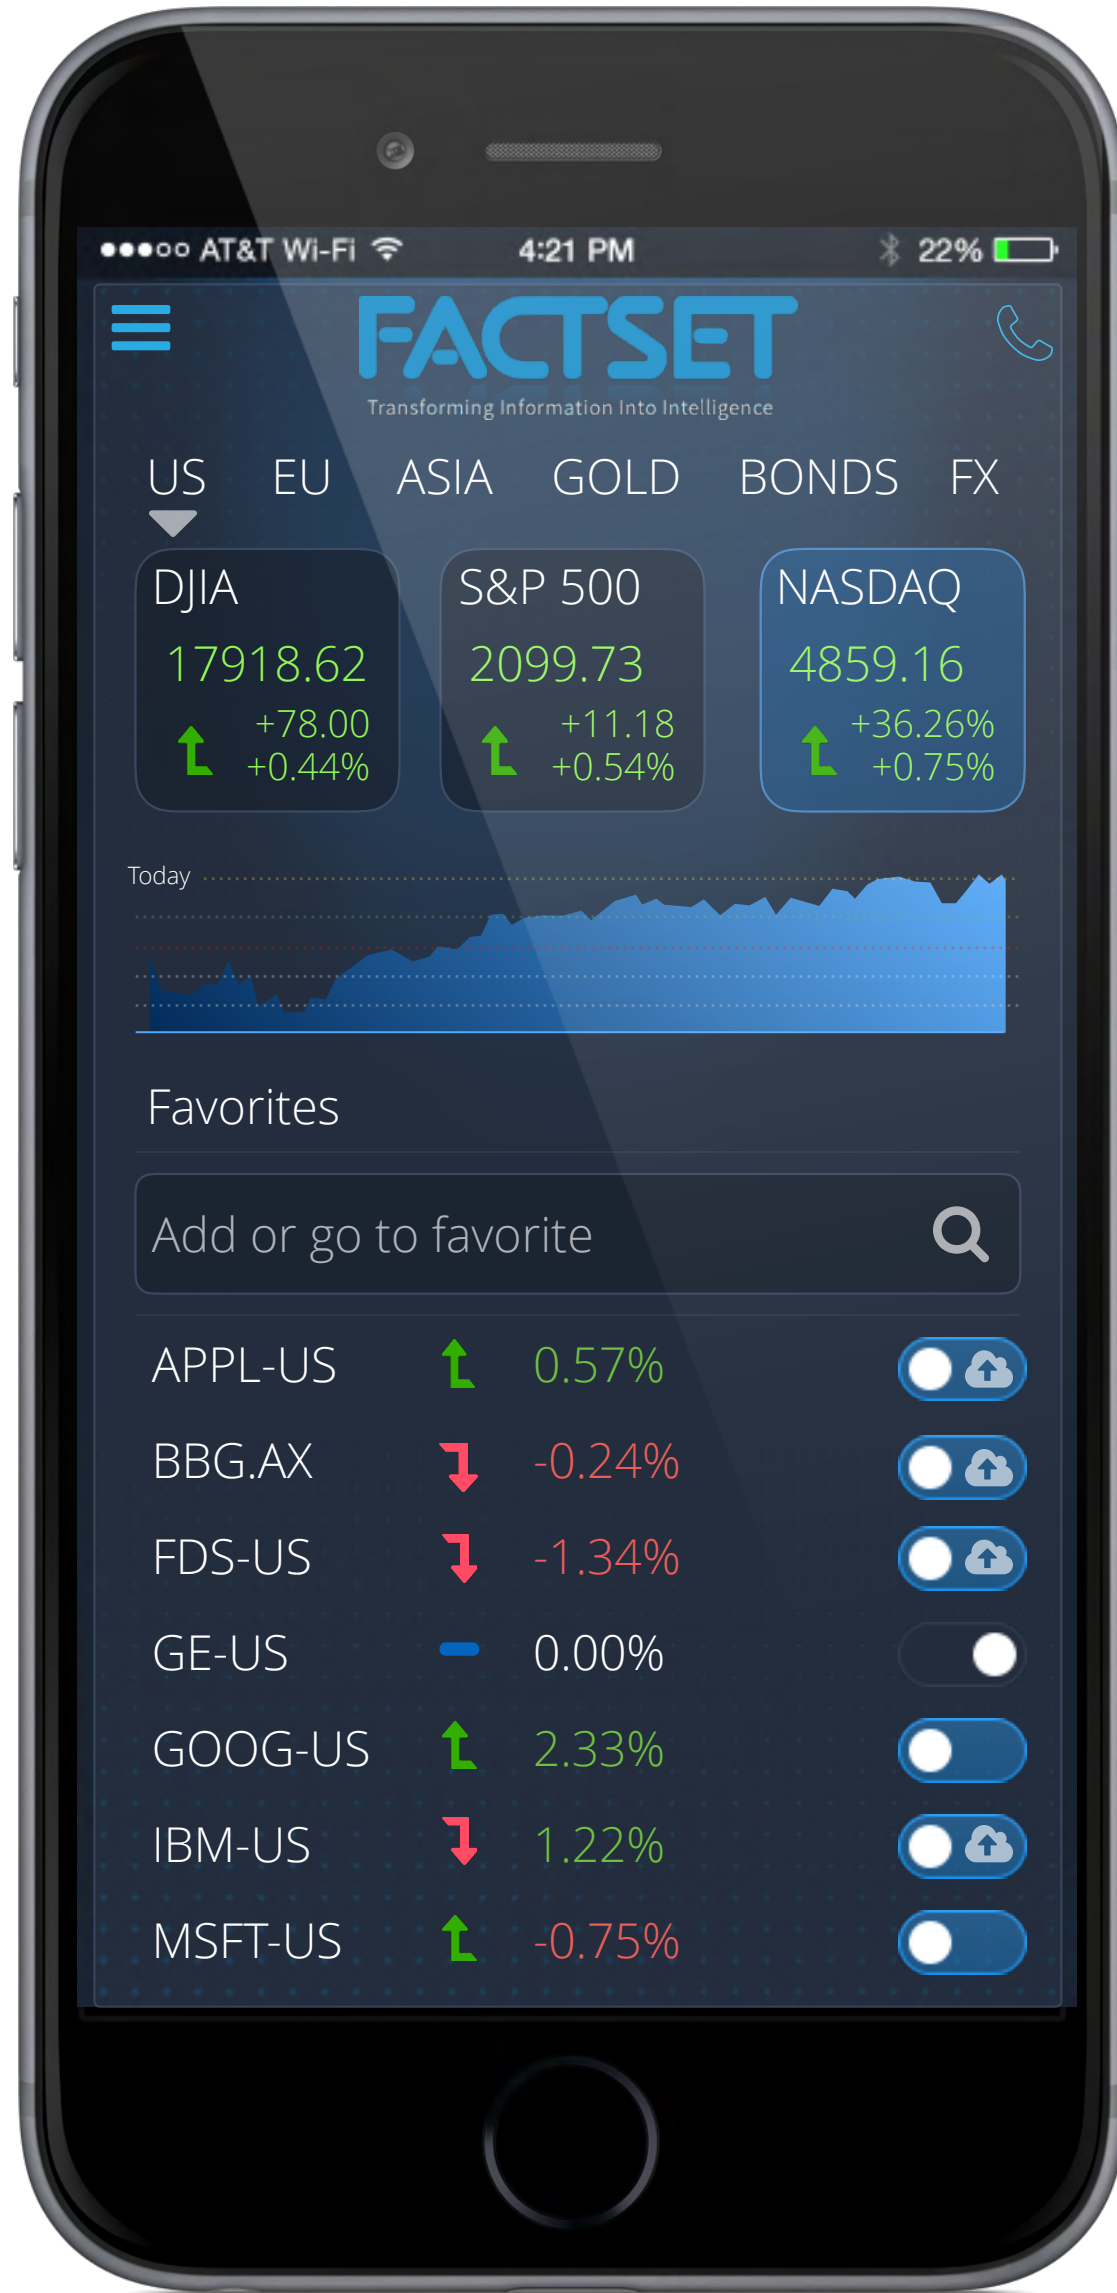 AT&T Wi-Fi 4:21 PM 22%
FACTSET
Transforming Information Into Intelligence
US EU ASIA GOLD BONDS FX
DJIA
17918.62
+78.00
+0.44%
S&P 500
2099.73
+11.18
+0.54%
NASDAQ
4859.16
+36.26%
+0.75%
Today
Favorites
Add or go to favorite
APPL-US 0.57%
BBG.AX -0.24%
FDS-US -1.34%
GE-US 0.00%
GOOG-US 2.33%
IBM-US 1.22%
MSFT-US -0.75%